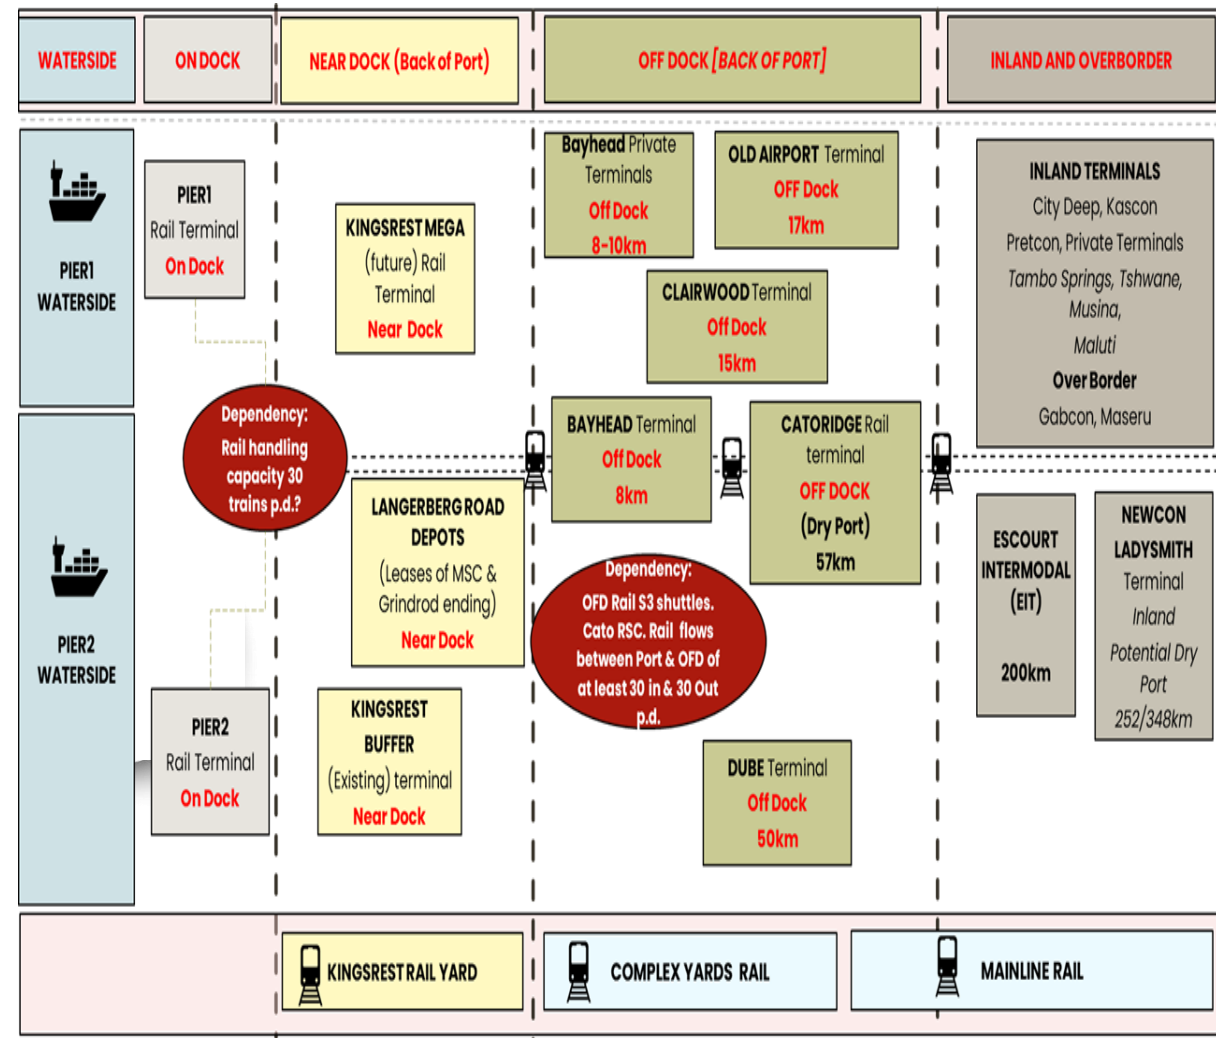 WATERSIDE
ON DOCK
NEAR DOCK (Back of Port)
OFF DOCK [BACK OF PORT]
INLAND AND OVERBORDER
PIER1
WATERSIDE
PIER1
Rail Terminal
On Dock
KINGSREST MEGA
(future) Rail
Terminal
Near Dock
Bayhead Private
Terminals
Off Dock
8-10km
OLD AIRPORT Terminal
OFF Dock
17km
CLAIRWOOD Terminal
Off Dock
15km
INLAND TERMINALS
City Deep, Kascon
Pretcon, Private Terminals
Tambo Springs, Tshwane,
Musina,
Maluti
Over Border
Gabcon, Maseru
Dependency:
Rail handling
capacity 30
trains p.d.?
BAYHEAD Terminal
Off Dock
8km
CATORIDGE Rail
terminal
OFF DOCK
(Dry Port)
57km
LANGERBERG ROAD
DEPOTS
(Leases of MSC &
Grindrod ending)
Near Dock
Dependency:
OFD Rail S3 shuttles.
Cato RSC. Rail flows
between Port & OFD of
at least 30 in & 30 Out
p.d.
ESCOURT
INTERMODAL
(EIT)
200km
NEWCON
LADYSMITH
Terminal
Inland
Potential Dry
Port
252/348km
PIER2
WATERSIDE
PIER2
Rail Terminal
On Dock
KINGSREST
BUFFER
(Existing) terminal
Near Dock
DUBE Terminal
Off Dock
50km
KINGSREST RAIL YARD
COMPLEX YARDS RAIL
MAINLINE RAIL